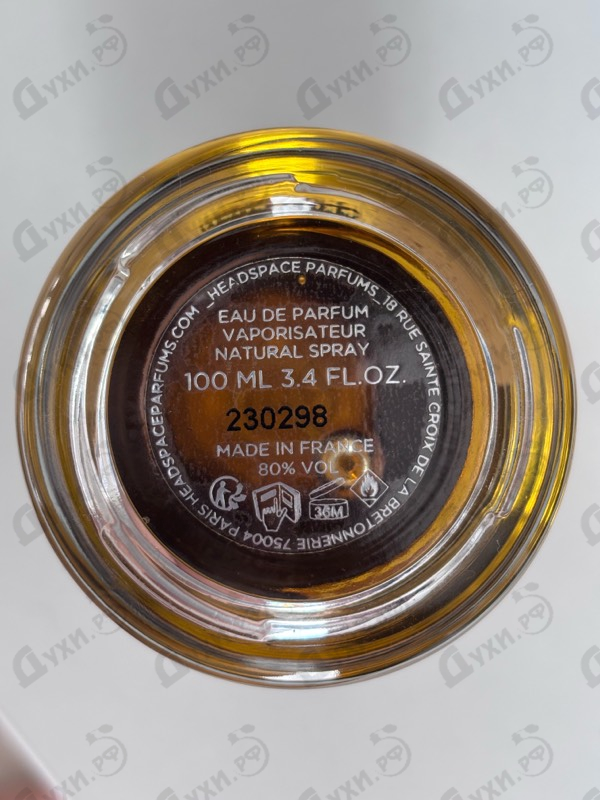 _HEADSPACE PARFUMS_18 RUE SAINTE CROIX DE LA BRETONNERIE 75004 PARIS HEADSPACEPARFUMS.COM
EAU DE PARFUM
VAPORISATEUR
NATURAL SPRAY
100 ML 3.4 FL.OZ.
230298
MADE IN FRANCE
80% VOL
36M
Духи.РФ